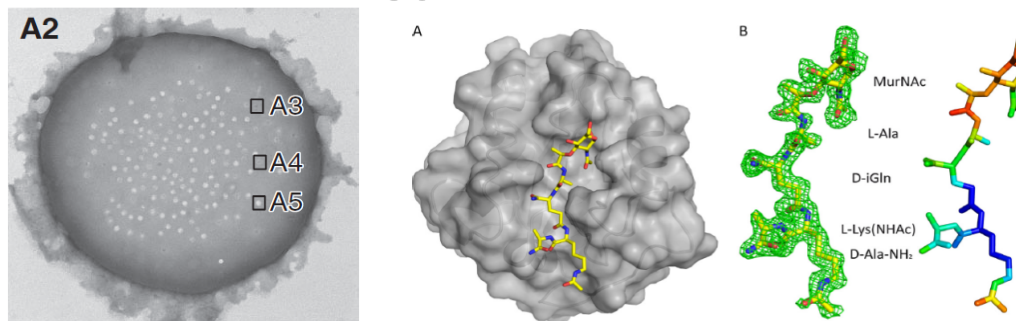 A2
A3
A4
A5
A
B
MurNAc
L-Ala
D-iGln
L-Lys(NHAc)
D-Ala-NH₂